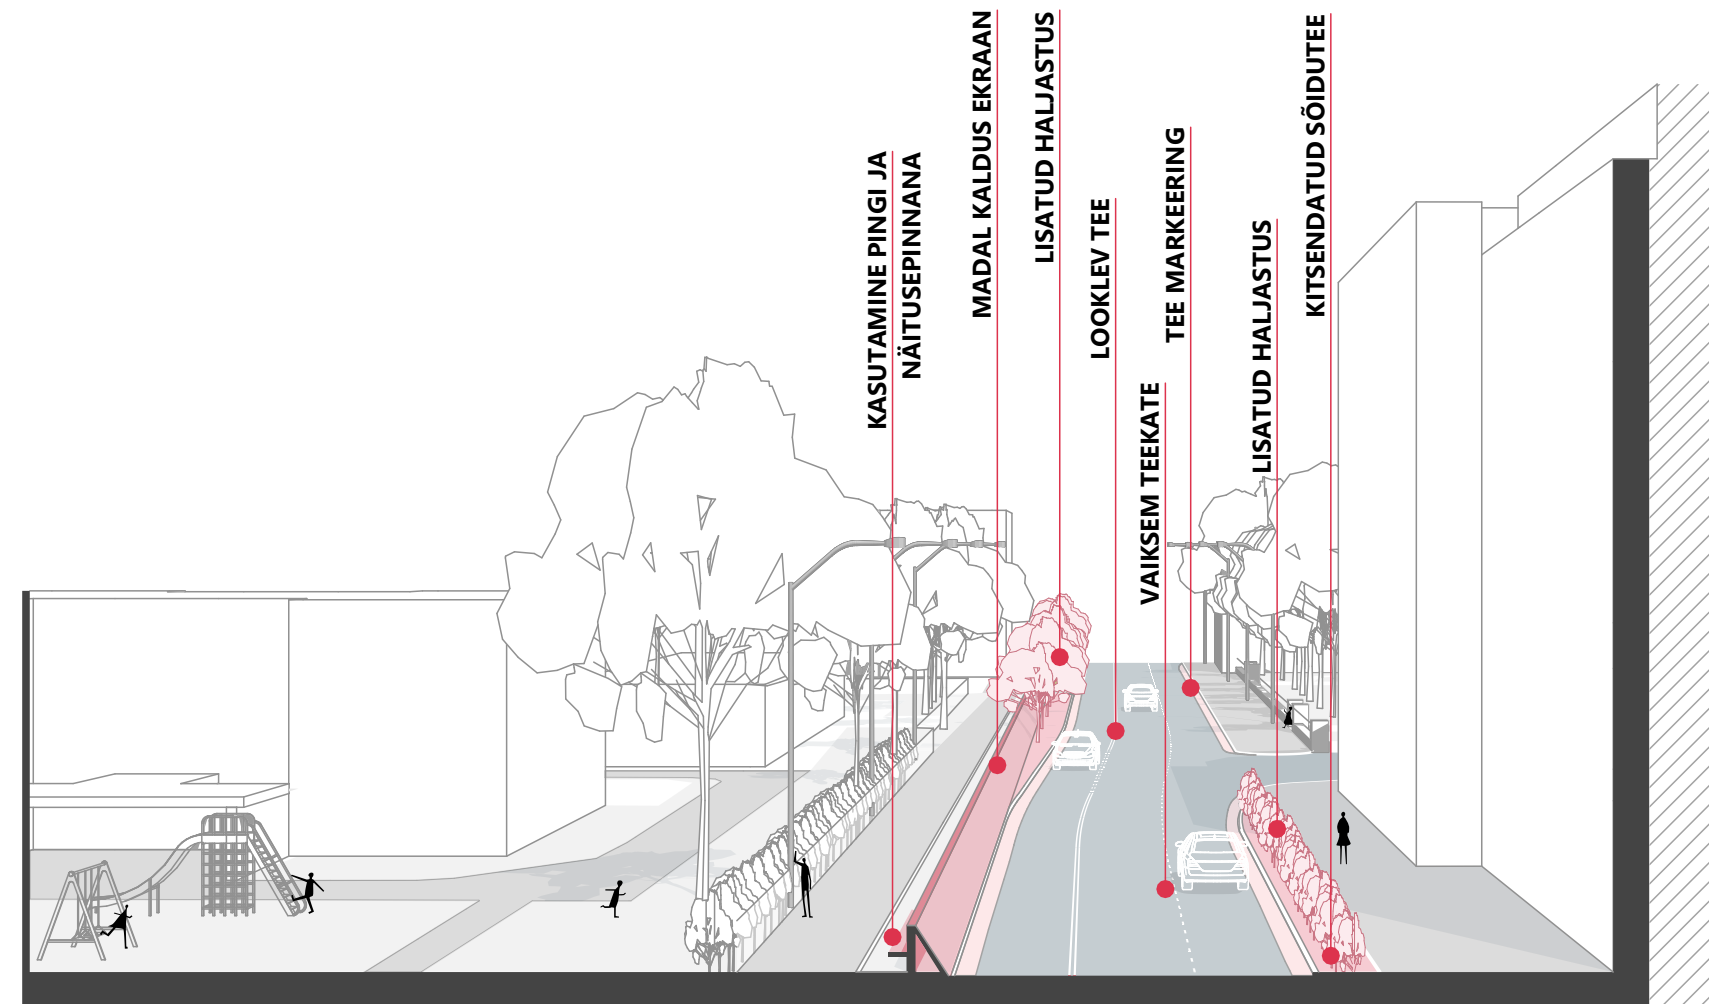 KASUTAMINE PINGI JA
NÄITUSEPINNANA
MADAL KALDUS EKRAAN
LISATUD HALJASTUS
LOOKLEV TEE
VAIKSEM TEEKATE
TEE MARKEERING
LISATUD HALJASTUS
KITSENDATUD SÕIDUTEE